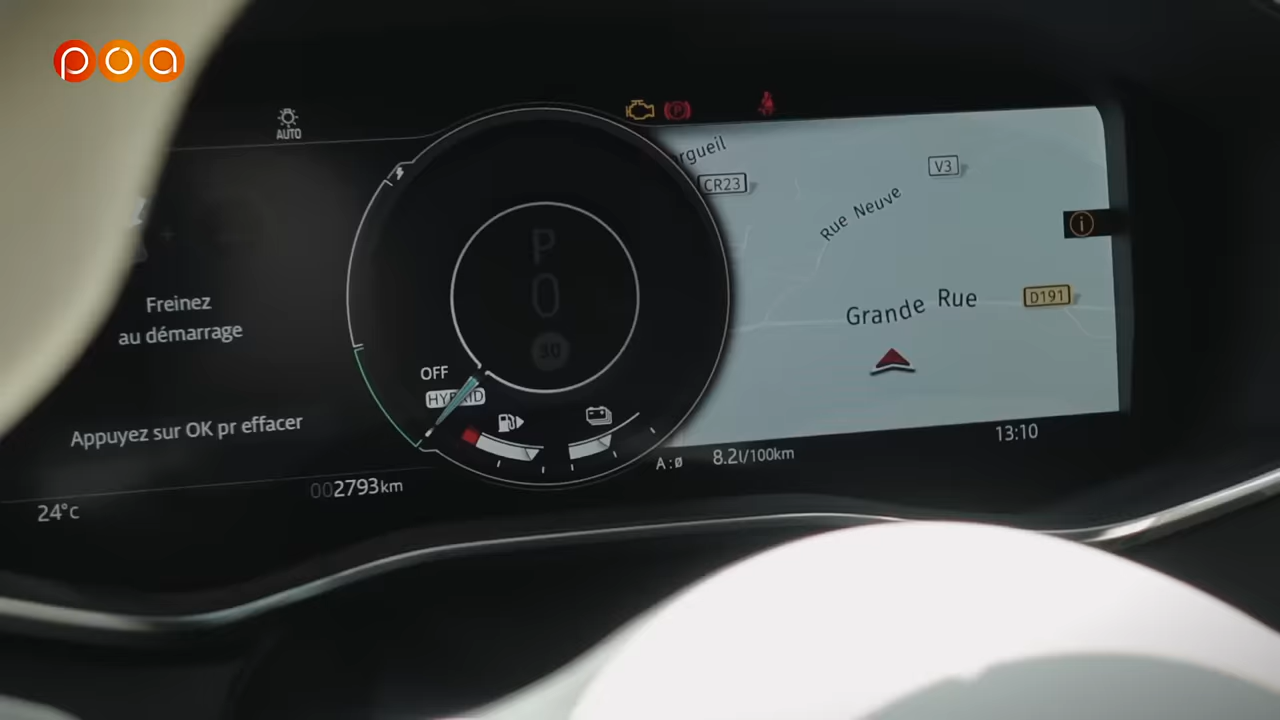 poa
AUTO
P
0
30
Freinez
au démarrage
Appuyez sur OK pr effacer
002793km
24°c
OFF
HYBRID
rgueil
CR23
V3
Rue Neuve
Grande Rue
D191
A:ø 8.2l/100km
13:10